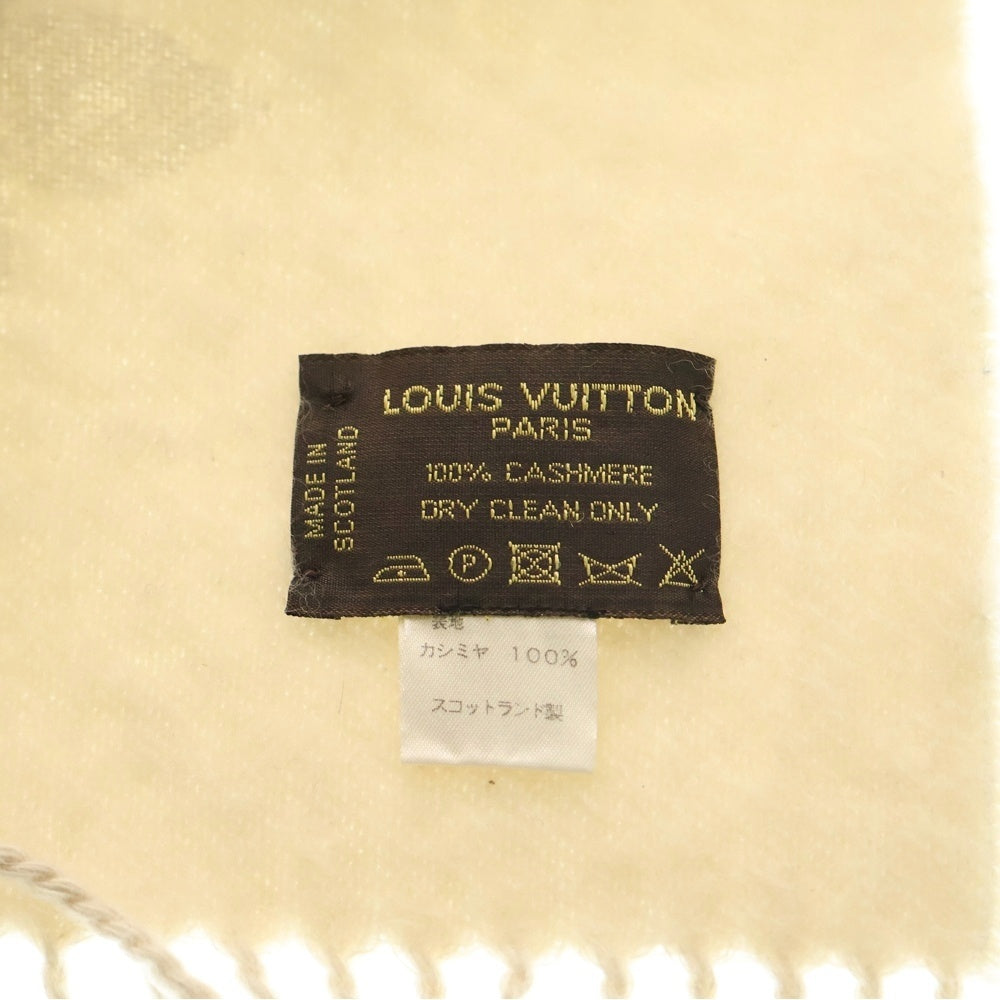 LOUIS VUITTON
PARIS
100% CASHMERE
DRY CLEAN ONLY
P
MADE IN
SCOTLAND
表地
カシミヤ 100%
スコットランド製